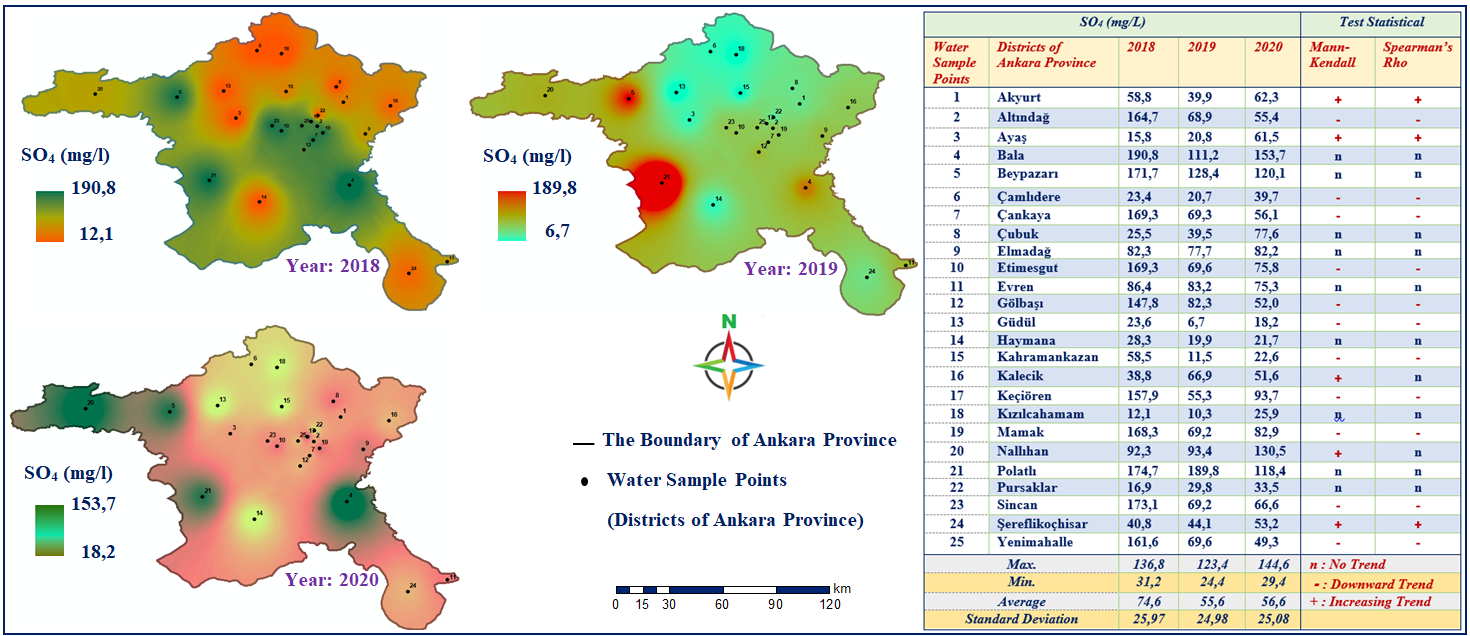 SO₄ (mg/l)
190,8
12,1
Year: 2018
SO₄ (mg/l)
189,8
6,7
Year: 2019
SO₄ (mg/l)
153,7
18,2
Year: 2020
N
The Boundary of Ankara Province
Water Sample Points
(Districts of Ankara Province)
km
0 15 30 60 90 120
SO₄ (mg/L) Test Statistical
Water Sample Points Districts of Ankara Province 2018 2019 2020 Mann-Kendall Spearman's Rho
1 Akyurt 58,8 39,9 62,3 + +
2 Altındağ 164,7 68,9 55,4 - -
3 Ayaş 15,8 20,8 61,5 + +
4 Bala 190,8 111,2 153,7 n n
5 Beypazarı 171,7 128,4 120,1 n n
6 Çamlıdere 23,4 20,7 39,7 - -
7 Çankaya 169,3 69,3 56,1 - -
8 Çubuk 25,5 39,5 77,6 n n
9 Elmadağ 82,3 77,7 82,2 n n
10 Etimesgut 169,3 69,6 75,8 - -
11 Evren 86,4 83,2 75,3 n n
12 Gölbaşı 147,8 82,3 52,0 - -
13 Güdül 23,6 6,7 18,2 - -
14 Haymana 28,3 19,9 21,7 n n
15 Kahramankazan 58,5 11,5 22,6 - -
16 Kalecik 38,8 66,9 51,6 + n
17 Keçiören 157,9 55,3 93,7 - -
18 Kızılcahamam 12,1 10,3 25,9 n n
19 Mamak 168,3 69,2 82,9 - -
20 Nallıhan 92,3 93,4 130,5 + n
21 Polatlı 174,7 189,8 118,4 n n
22 Pursaklar 16,9 29,8 33,5 n n
23 Sincan 173,1 69,2 66,6 - -
24 Şereflikoçhisar 40,8 44,1 53,2 + +
25 Yenimahalle 161,6 69,6 49,3 - -
Max. 136,8 123,4 144,6 n : No Trend
Min. 31,2 24,4 29,4 - : Downward Trend
Average 74,6 55,6 56,6 + : Increasing Trend
Standard Deviation 25,97 24,98 25,08